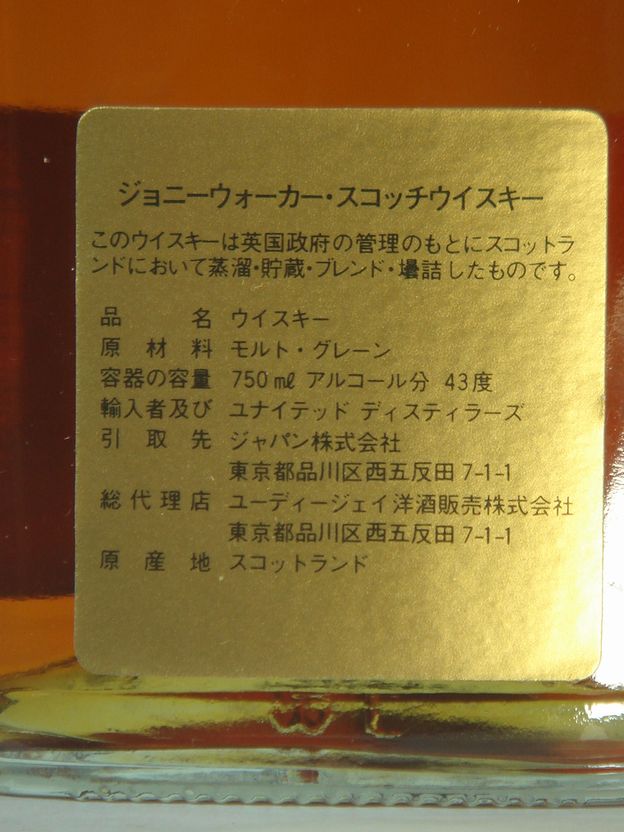 ジョニーウォーカー・スコッチウイスキー
このウイスキーは英国政府の管理のもとにスコットラ
ンドにおいて蒸溜・貯蔵・ブレンド・壜詰したものです。
品名 ウイスキー
原材料 モルト・グレーン
容器の容量 750㎖ アルコール分 43度
輸入者及び ユナイテッド ディスティラーズ
引取先 ジャパン株式会社
東京都品川区西五反田 7-1-1
総代理店 ユーディージェイ洋酒販売株式会社
東京都品川区西五反田 7-1-1
原産地 スコットランド